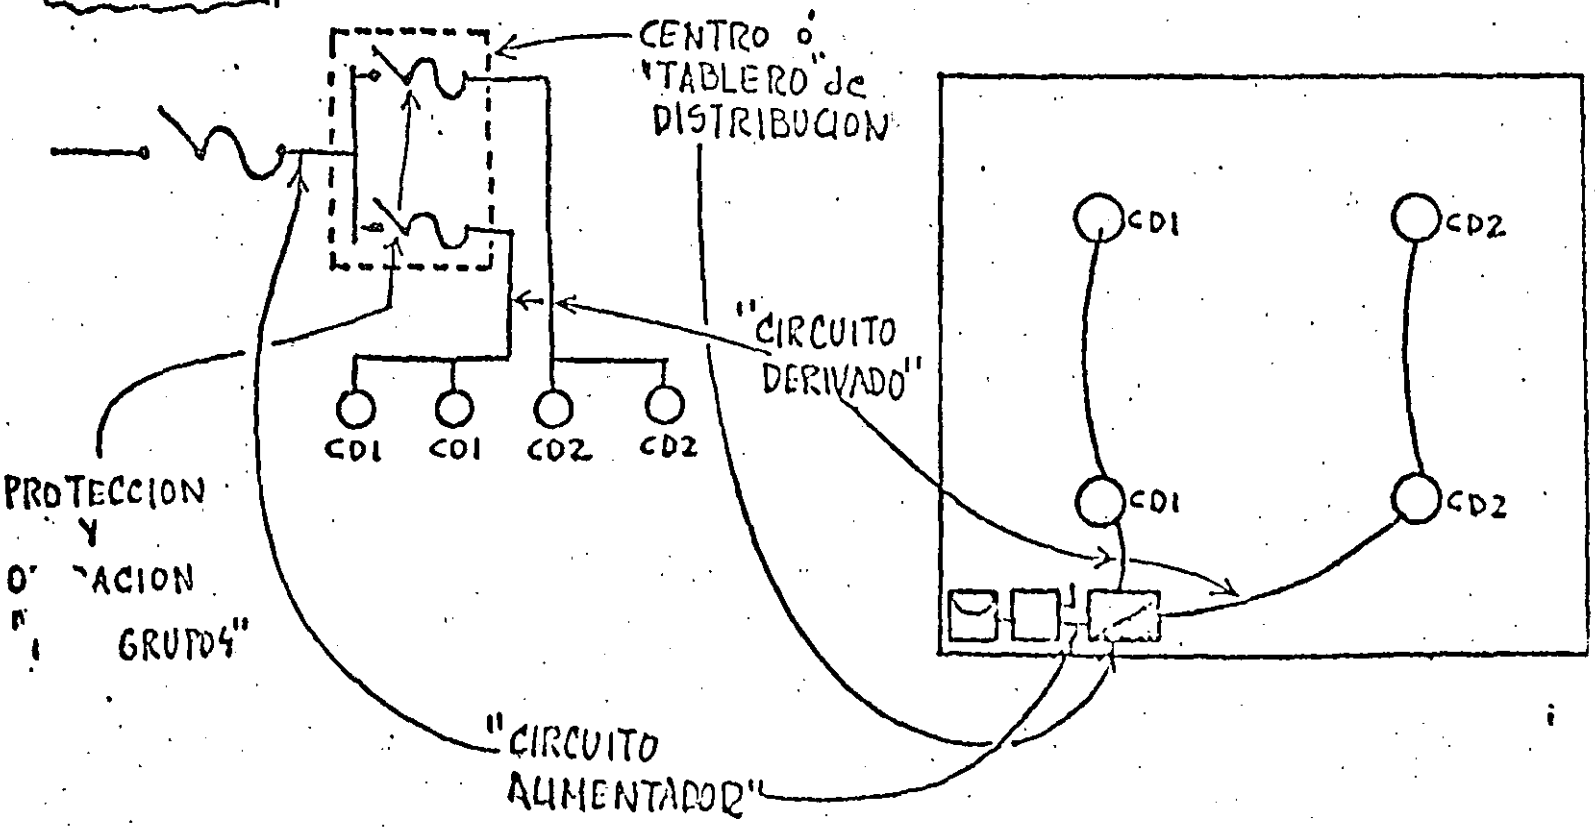 CENTRO ó
"TABLERO" de
DISTRIBUCION
CD1
CD2
"CIRCUITO
DERIVADO"
CD1 CD1 CD2 CD2
CD1
CD2
PROTECCION
Y
GRUPOS"
"CIRCUITO
ALIMENTADOR"